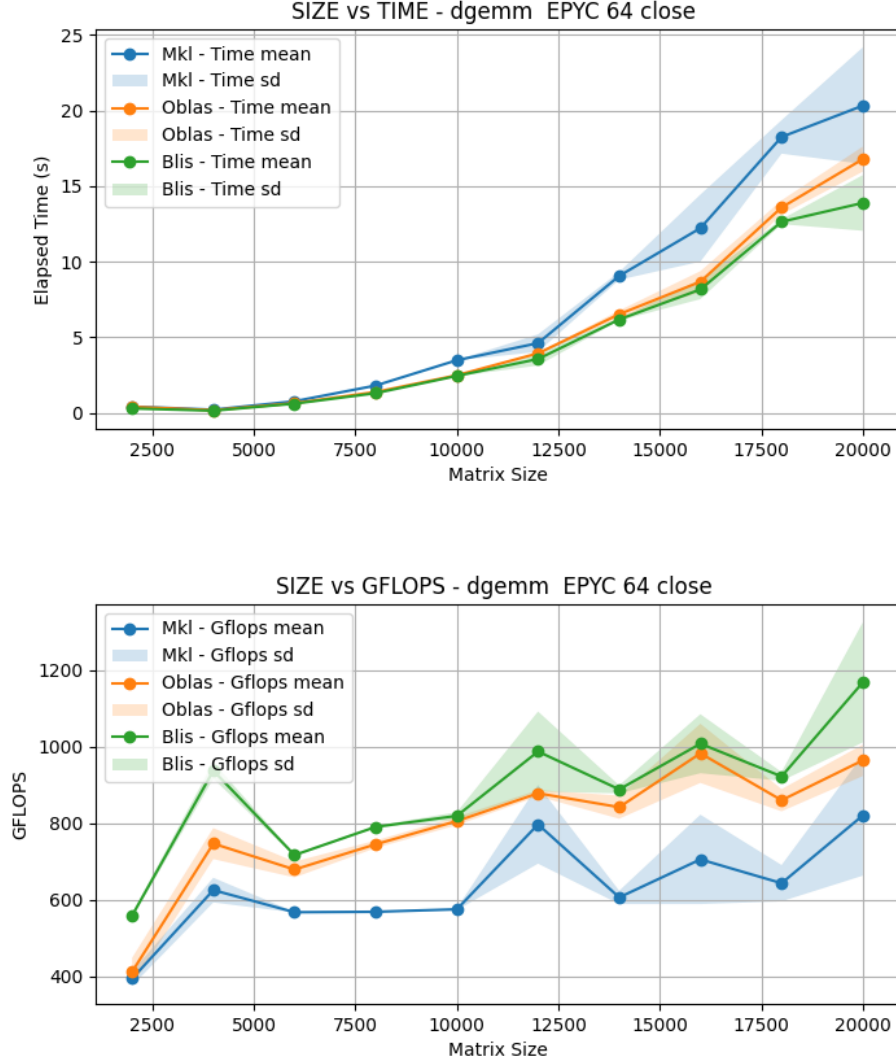 SIZE vs TIME - dgemm  EPYC 64 close
25
20
15
10
5
0
Elapsed Time (s)
Mkl - Time mean
Mkl - Time sd
Oblas - Time mean
Oblas - Time sd
Blis - Time mean
Blis - Time sd
2500 5000 7500 10000 12500 15000 17500 20000
Matrix Size
SIZE vs GFLOPS - dgemm  EPYC 64 close
1200
1000
800
600
400
GFLOPS
Mkl - Gflops mean
Mkl - Gflops sd
Oblas - Gflops mean
Oblas - Gflops sd
Blis - Gflops mean
Blis - Gflops sd
2500 5000 7500 10000 12500 15000 17500 20000
Matrix Size